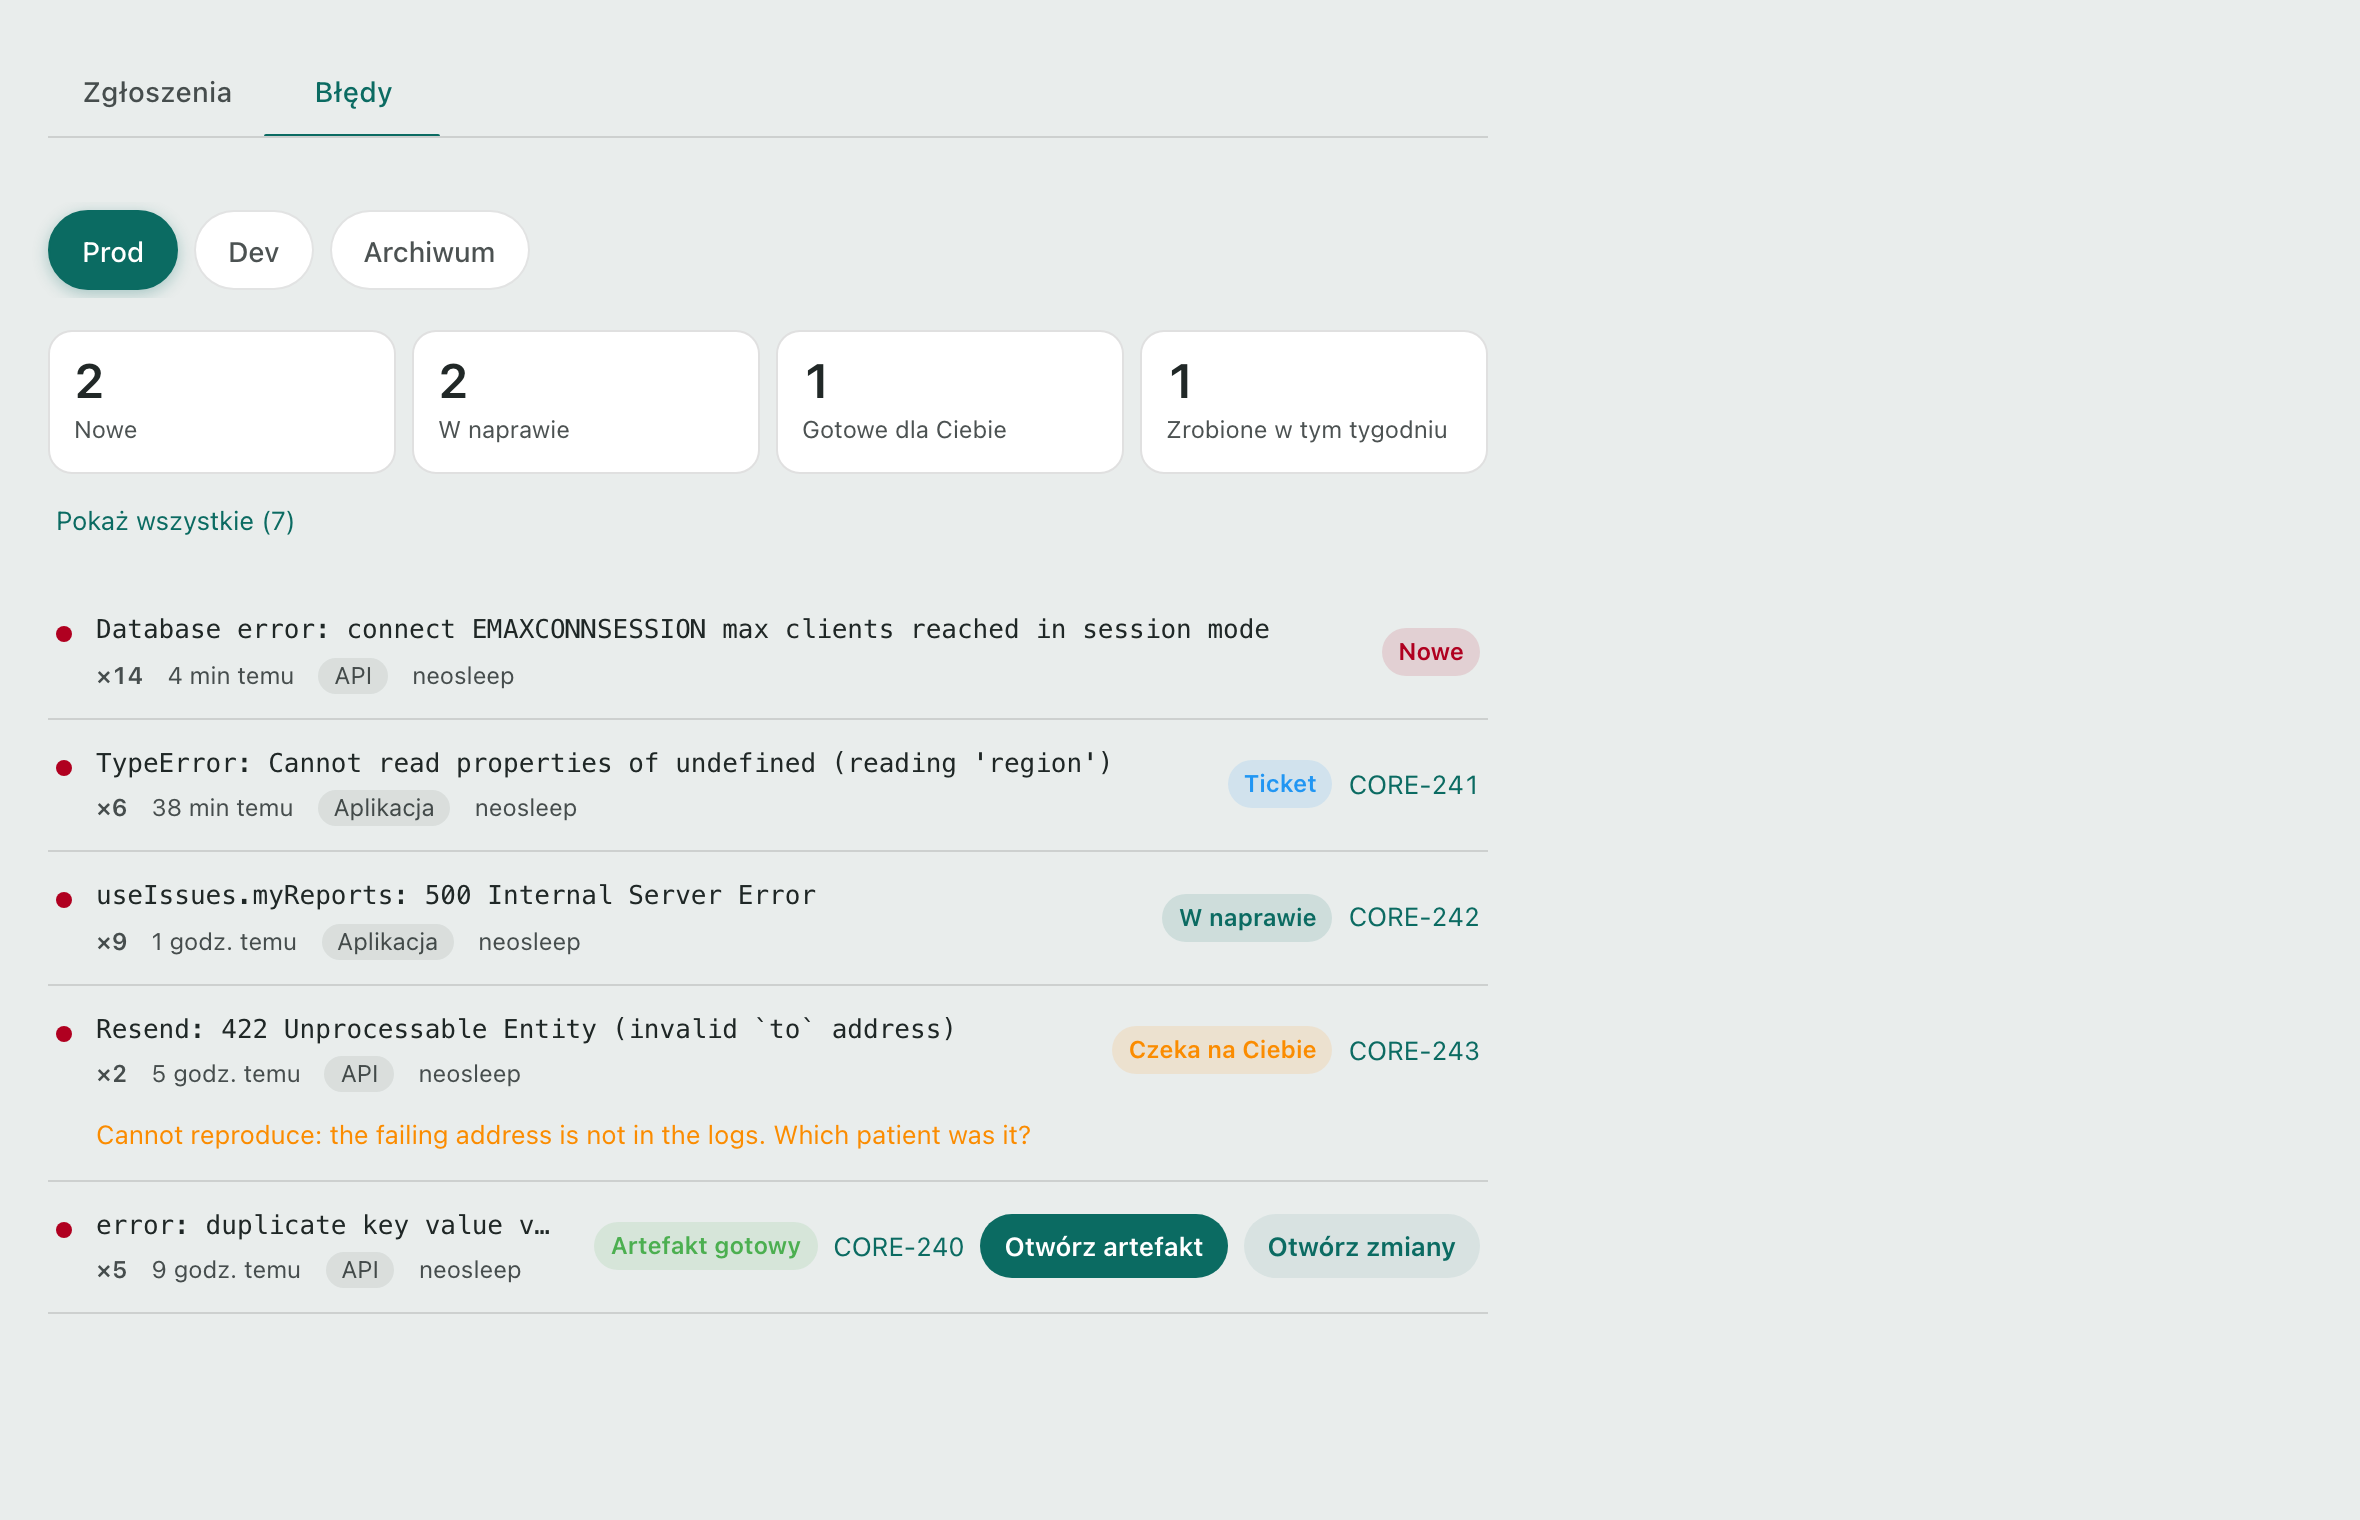 Zgłoszenia Błędy
Prod Dev Archiwum
2 2 1 1
Nowe W naprawie Gotowe dla Ciebie Zrobione w tym tygodniu
Pokaż wszystkie (7)
Database error: connect EMAXCONNSESSION max clients reached in session mode
Nowe
×14 4 min temu API neosleep
TypeError: Cannot read properties of undefined (reading 'region')
Ticket CORE-241
×6 38 min temu Aplikacja neosleep
useIssues.myReports: 500 Internal Server Error
W naprawie CORE-242
×9 1 godz. temu Aplikacja neosleep
Resend: 422 Unprocessable Entity (invalid `to` address)
Czeka na Ciebie CORE-243
×2 5 godz. temu API neosleep
Cannot reproduce: the failing address is not in the logs. Which patient was it?
error: duplicate key value v…
Artefakt gotowy CORE-240 Otwórz artefakt Otwórz zmiany
×5 9 godz. temu API neosleep